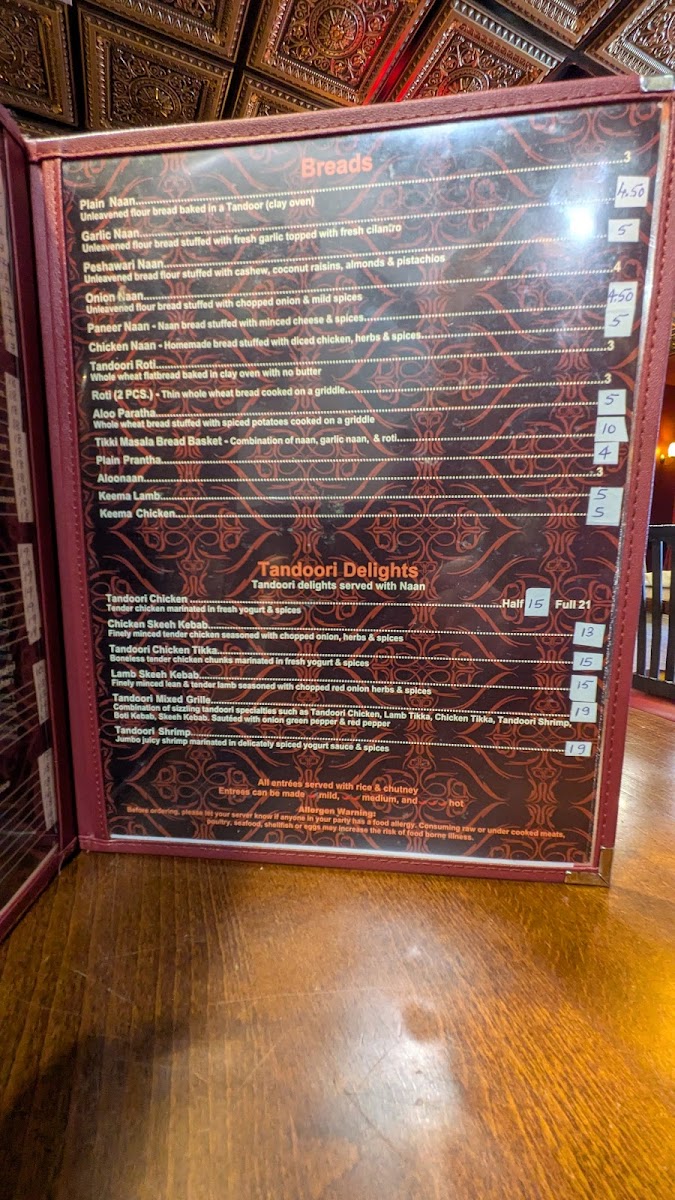 Breads
Plain Naan 3
Unleavened flour bread baked in a Tandoor (clay oven)
Garlic Naan 4.50
Unleavened flour bread stuffed with fresh garlic topped with fresh cilantro
Peshawari Naan 5
Unleavened bread flour stuffed with cashew, coconut raisins, almonds & pistachios
Onion Naan 4
Unleavened flour bread stuffed with chopped onion & mild spices
Paneer Naan - Naan bread stuffed with minced cheese & spices 4.50
Chicken Naan - Homemade bread stuffed with diced chicken, herbs & spices 5
Tandoori Roti 3
Whole wheat flatbread baked in clay oven with no butter
Roti (2 PCS.) - Thin whole wheat bread cooked on a griddle 3
Aloo Paratha 5
Whole wheat bread stuffed with spiced potatoes cooked on a griddle
Tikki Masala Bread Basket - Combination of naan, garlic naan, & roti 10
Plain Prantha 4
Aloonaan 3
Keema Lamb 5
Keema Chicken 5
Tandoori Delights
Tandoori delights served with Naan
Tandoori Chicken Half 15 Full 21
Tender chicken marinated in fresh yogurt & spices
Chicken Skeeh Kebab 13
Finely minced tender chicken seasoned with chopped onion, herbs & spices
Tandoori Chicken Tikka 15
Boneless tender chicken chunks marinated in fresh yogurt & spices
Lamb Skeeh Kebab 15
Finely minced lean & tender lamb seasoned with chopped red onion herbs & spices
Tandoori Mixed Grille 19
Combination of sizzling tandoori specialties such as Tandoori Chicken, Lamb Tikka, Chicken Tikka, Tandoori Shrimp,
Boti Kebab, Skeeh Kebab. Sautéed with onion green pepper & red pepper
Tandoori Shrimp 19
Jumbo juicy shrimp marinated in delicately spiced yogurt sauce & spices
All entrées served with rice & chutney
Entrees can be made mild, medium, and hot
Allergen Warning:
Before ordering, please let your server know if anyone in your party has a food allergy. Consuming raw or under cooked meats,
poultry, seafood, shellfish or eggs may increase the risk of food borne illness.